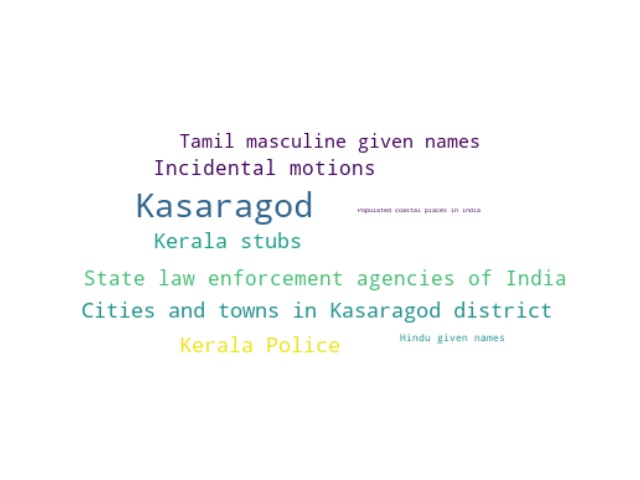 Tamil masculine given names
Incidental motions
Kasaragod
Populated coastal places in India
Kerala stubs
State law enforcement agencies of India
Cities and towns in Kasaragod district
Hindu given names
Kerala Police